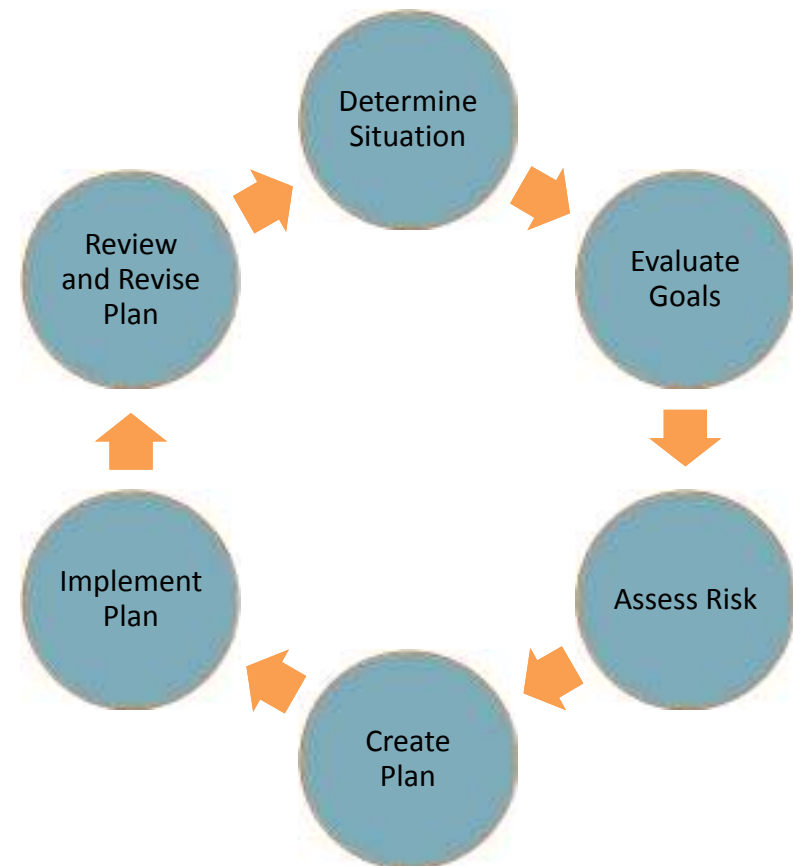 Determine
Situation
Evaluate
Goals
Assess Risk
Create
Plan
Implement
Plan
Review
and Revise
Plan